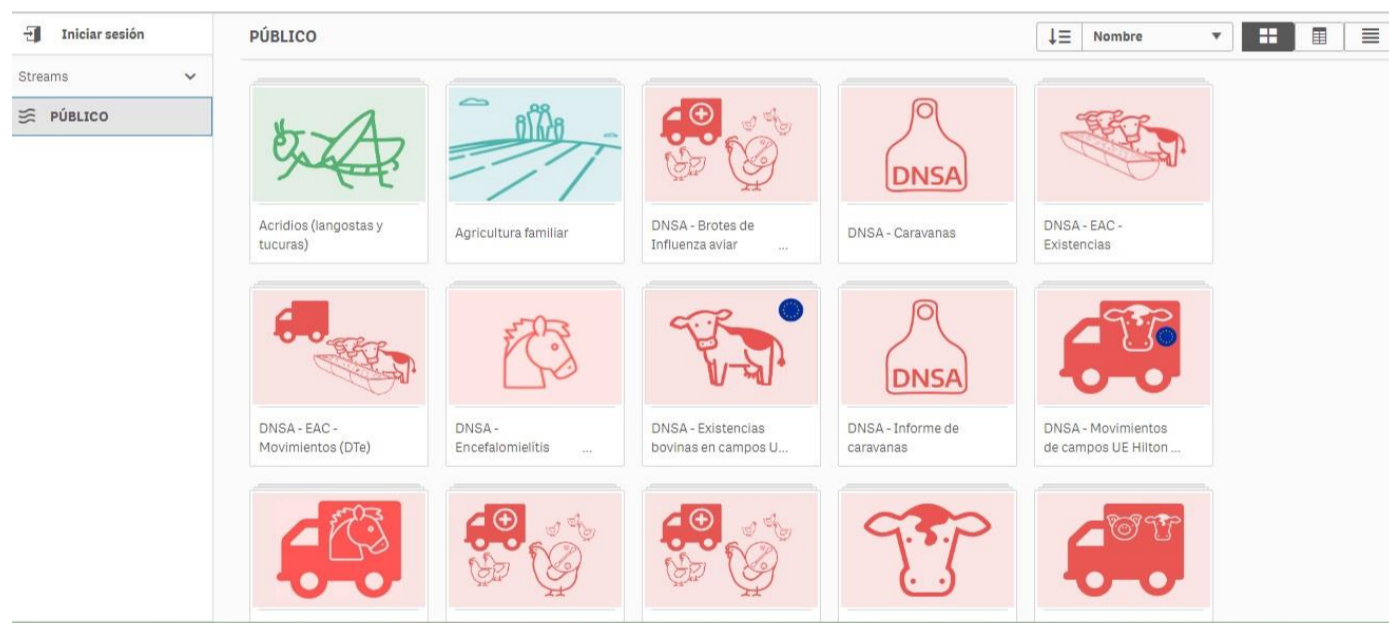 Iniciar sesión
Streams
PÚBLICO
PÚBLICO
Nombre
Acridios (langostas y
tucuras)
Agricultura familiar
DNSA - Brotes de
Influenza aviar ...
DNSA
DNSA - Caravanas
DNSA - EAC -
Existencias
DNSA - EAC -
Movimientos (DTe)
DNSA -
Encefalomielítis ...
DNSA - Existencias
bovinas en campos U...
DNSA
DNSA - Informe de
caravanas
DNSA - Movimientos
de campos UE Hilton ...